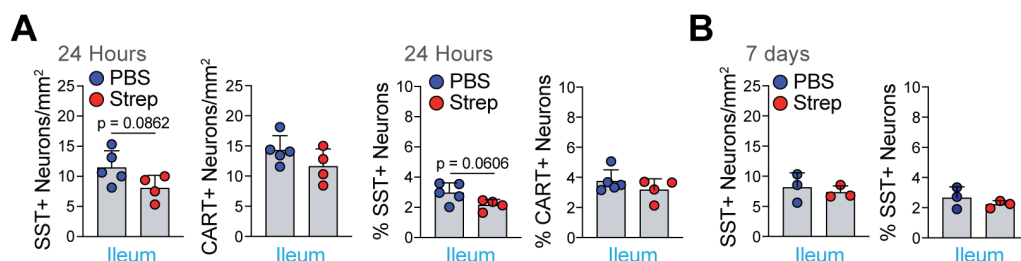 A
24 Hours
PBS
Strep
p = 0.0862
SST+ Neurons/mm²
25
20
15
10
5
0
Ileum
CART+ Neurons/mm²
25
20
15
10
5
0
Ileum
24 Hours
PBS
Strep
p = 0.0606
% SST+ Neurons
10
8
6
4
2
0
Ileum
% CART+ Neurons
10
8
6
4
2
0
Ileum
B
7 days
PBS
Strep
SST+ Neurons/mm²
25
20
15
10
5
0
Ileum
% SST+ Neurons
10
8
6
4
2
0
Ileum